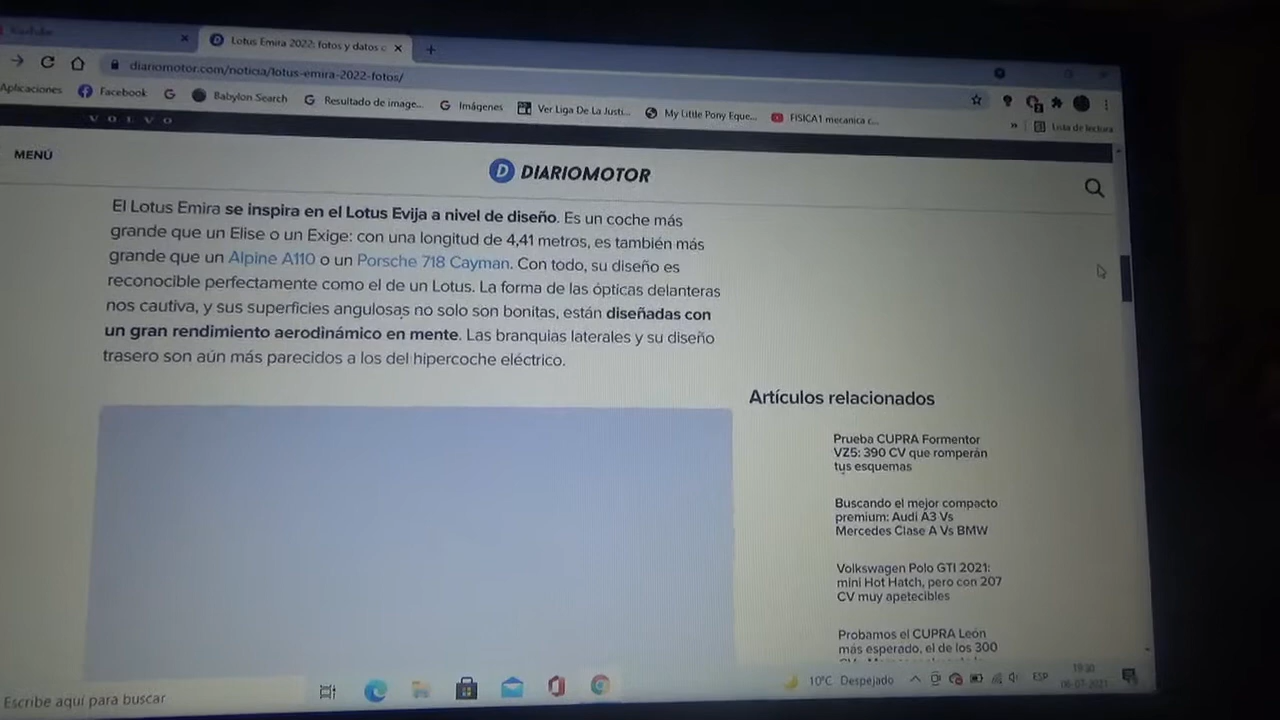 YouTube
Lotus Emira 2022: fotos y datos c
diariomotor.com/noticia/lotus-emira-2022-fotos/
Aplicaciones Facebook Babylon Search Resultado de image... Imágenes Ver Liga De La Justi... My Little Pony Eque... FISICA1 mecanica c... » Lista de lectura
VOLVO
MENÚ DIARIOMOTOR
El Lotus Emira se inspira en el Lotus Evija a nivel de diseño. Es un coche más
grande que un Elise o un Exige: con una longitud de 4,41 metros, es también más
grande que un Alpine A110 o un Porsche 718 Cayman. Con todo, su diseño es
reconocible perfectamente como el de un Lotus. La forma de las ópticas delanteras
nos cautiva, y sus superficies angulosas no solo son bonitas, están diseñadas con
un gran rendimiento aerodinámico en mente. Las branquias laterales y su diseño
trasero son aún más parecidos a los del hipercoche eléctrico.
Artículos relacionados
Prueba CUPRA Formentor
VZ5: 390 CV que romperán
tus esquemas
Buscando el mejor compacto
premium: Audi A3 Vs
Mercedes Clase A Vs BMW
Volkswagen Polo GTI 2021:
mini Hot Hatch, pero con 207
CV muy apetecibles
Probamos el CUPRA León
más esperado, el de los 300
Escribe aquí para buscar
10°C Despejado
ESP
06-07-2021